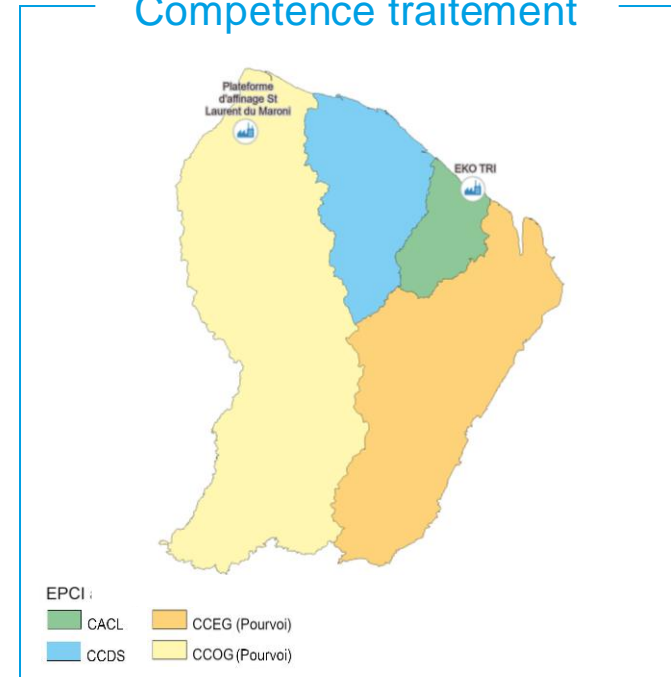 Compétence traitement
Plateforme
d'affinage St
Laurent du Maroni
EKO TRI
EPCI :
CACL
CCEG (Pourvoi)
CCDS
CCOG (Pourvoi)